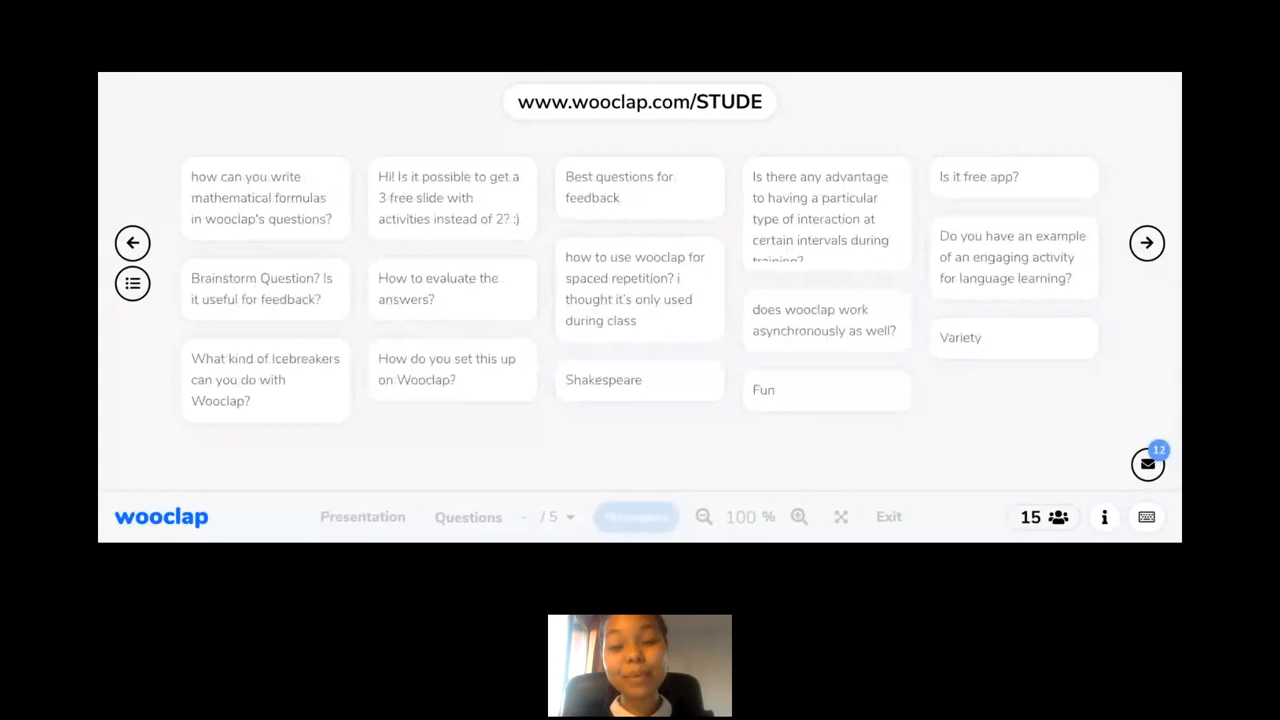 www.wooclap.com/STUDE
how can you write
mathematical formulas
in wooclap's questions?
Brainstorm Question? Is
it useful for feedback?
What kind of Icebreakers
can you do with
Wooclap?
Hi! Is it possible to get a
3 free slide with
activities instead of 2? :)
How to evaluate the
answers?
How do you set this up
on Wooclap?
Best questions for
feedback
how to use wooclap for
spaced repetition? i
thought it's only used
during class
Shakespeare
Is there any advantage
to having a particular
type of interaction at
certain intervals during
training?
does wooclap work
asynchronously as well?
Fun
Is it free app?
Do you have an example
of an engaging activity
for language learning?
Variety
12
wooclap
Presentation
Questions
- / 5
100 %
Exit
15